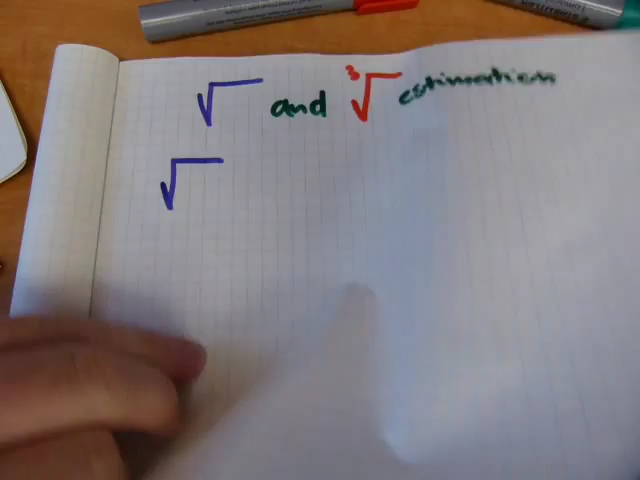 √ and ∛ estimation
√